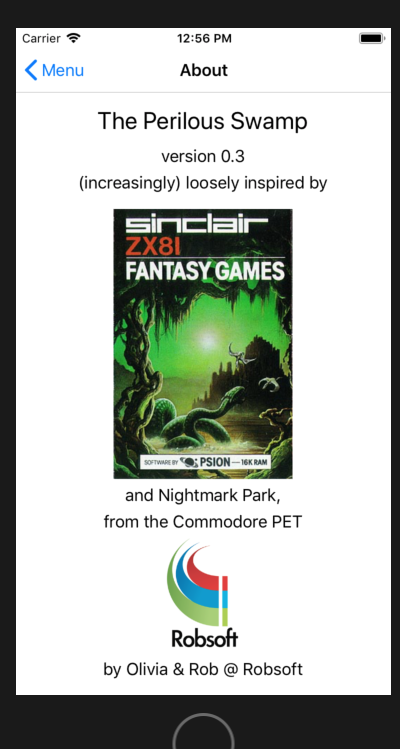 Carrier 12:56 PM
Menu About
The Perilous Swamp
version 0.3
(increasingly) loosely inspired by
sinclair
ZX81
FANTASY GAMES
SOFTWARE BY PSION — 16K RAM
and Nightmark Park,
from the Commodore PET
Robsoft
by Olivia & Rob @ Robsoft